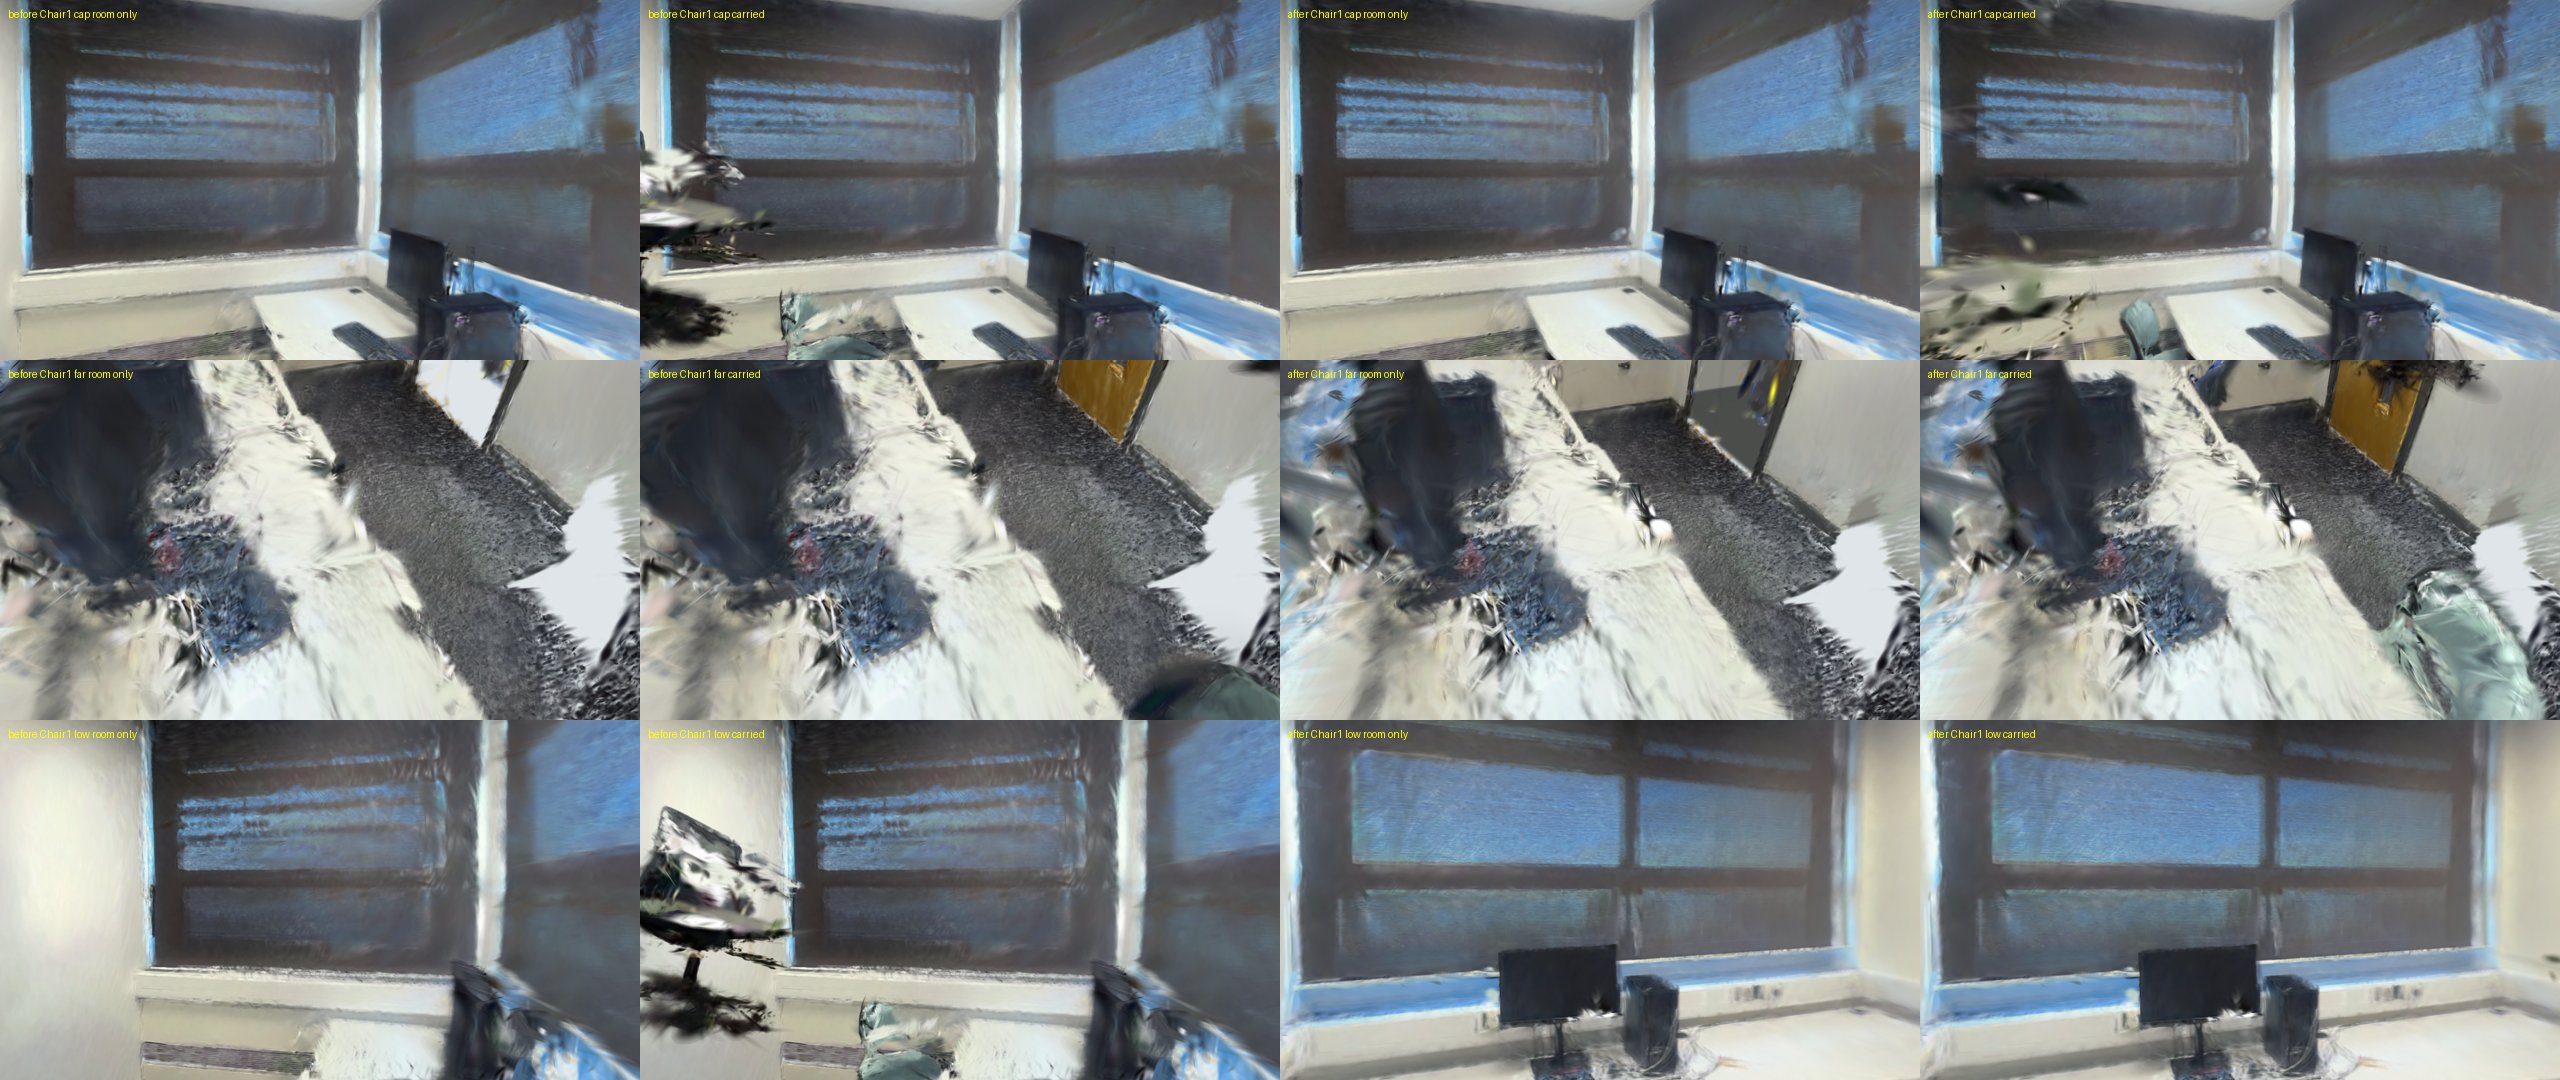 before Chair1 cap room only
before Chair1 cap carried
after Chair1 cap room only
after Chair1 cap carried
before Chair1 far room only
before Chair1 far carried
after Chair1 far room only
after Chair1 far carried
before Chair1 low room only
before Chair1 low carried
after Chair1 low room only
after Chair1 low carried